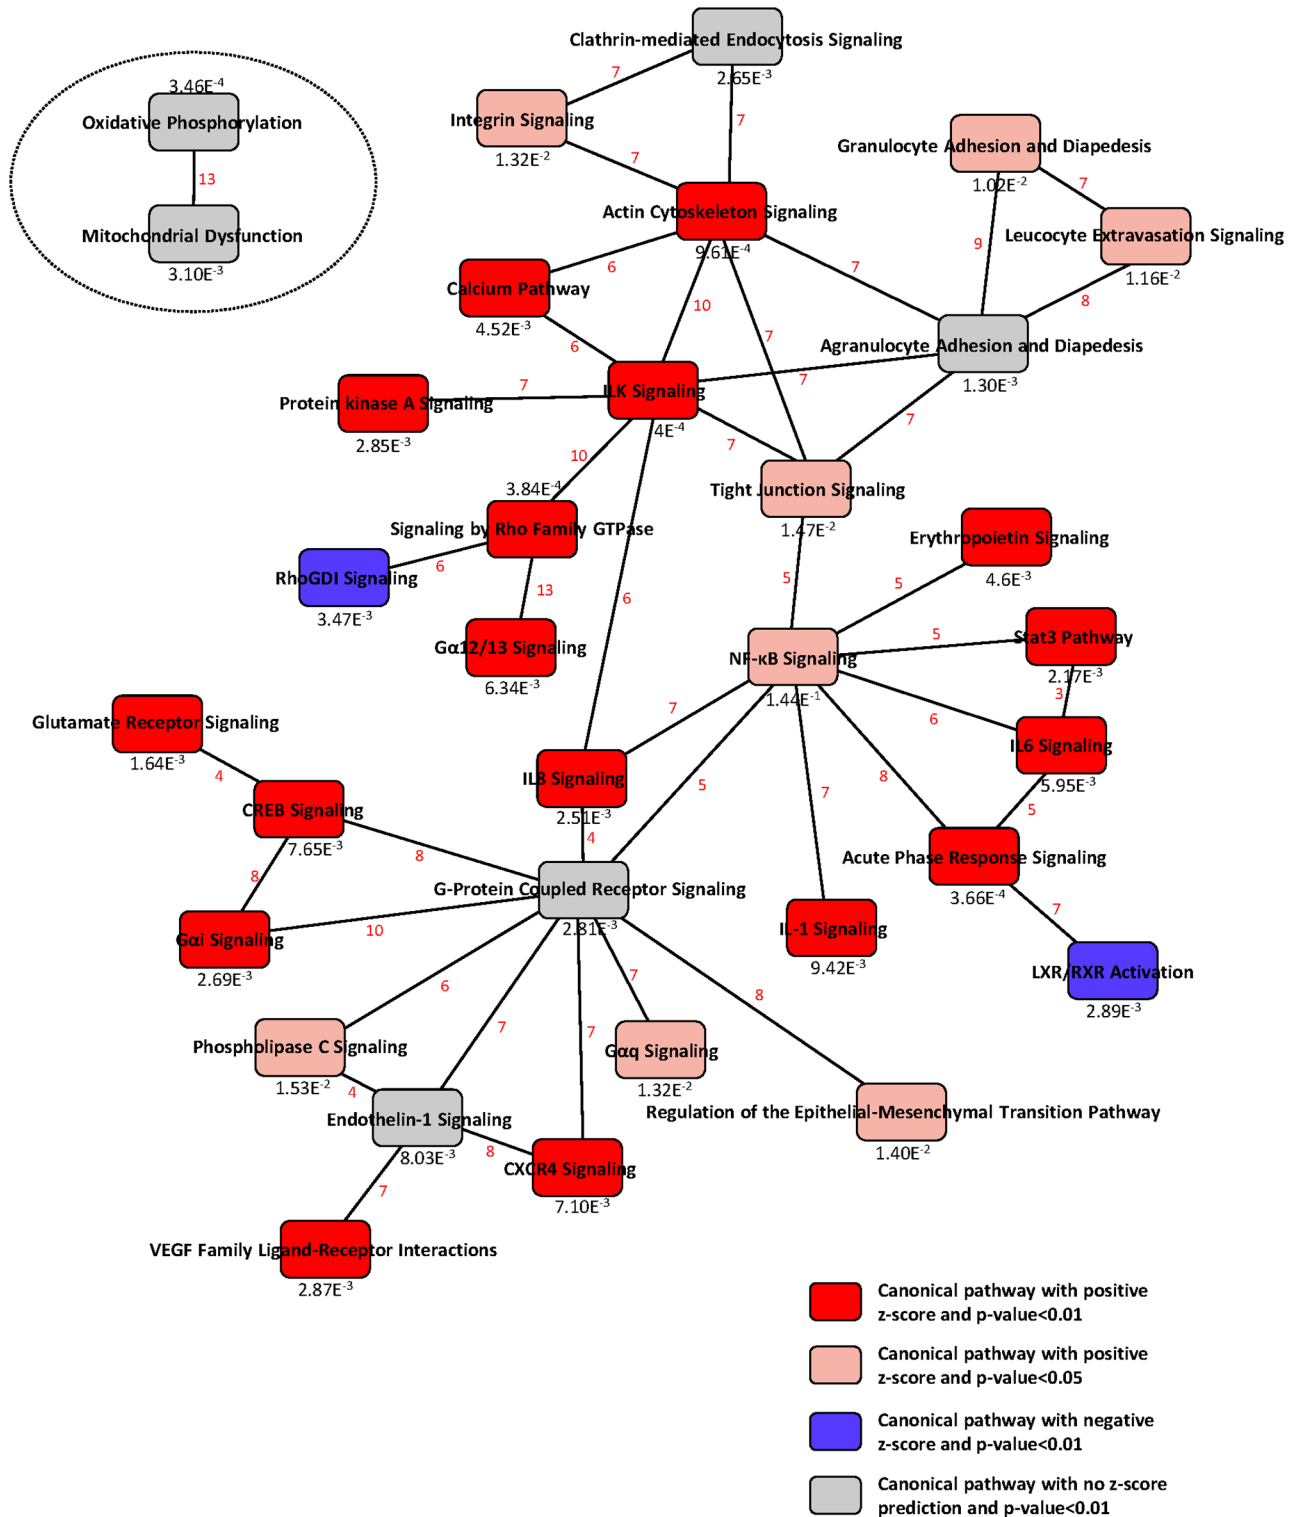 Clathrin-mediated Endocytosis Signaling
2.65E-3
3.46E-4
Oxidative Phosphorylation
13
Mitochondrial Dysfunction
3.10E-3
7
7
Integrin Signaling
1.32E-2
7
Granulocyte Adhesion and Diapedesis
1.02E-2
7
Leucocyte Extravasation Signaling
1.16E-2
9
8
Actin Cytoskeleton Signaling
9.61E-4
6
7
Calcium Pathway
4.52E-3
10
7
6
Agranulocyte Adhesion and Diapedesis
1.30E-3
7
7
Protein kinase A Signaling
2.85E-3
7
ILK Signaling
4E-4
7
10
Tight Junction Signaling
1.47E-2
3.84E-4
Signaling by Rho Family GTPase
6
RhoGDI Signaling
3.47E-3
13
Gα12/13 Signaling
6.34E-3
6
5
Erythropoietin Signaling
4.6E-3
5
5
Stat3 Pathway
2.17E-3
NF-κB Signaling
1.44E-1
3
6
IL6 Signaling
5.95E-3
7
5
7
8
5
Glutamate Receptor Signaling
1.64E-3
4
IL8 Signaling
2.51E-3
4
CREB Signaling
7.65E-3
8
8
Acute Phase Response Signaling
3.66E-4
7
G-Protein Coupled Receptor Signaling
2.81E-3
Gαi Signaling
2.69E-3
10
IL-1 Signaling
9.42E-3
LXR/RXR Activation
2.89E-3
6
7
7
7
8
Phospholipase C Signaling
1.53E-2
4
Gαq Signaling
1.32E-2
Endothelin-1 Signaling
8.03E-3
8
Regulation of the Epithelial-Mesenchymal Transition Pathway
1.40E-2
CXCR4 Signaling
7.10E-3
7
VEGF Family Ligand-Receptor Interactions
2.87E-3
Canonical pathway with positive
z-score and p-value<0.01
Canonical pathway with positive
z-score and p-value<0.05
Canonical pathway with negative
z-score and p-value<0.01
Canonical pathway with no z-score
prediction and p-value<0.01